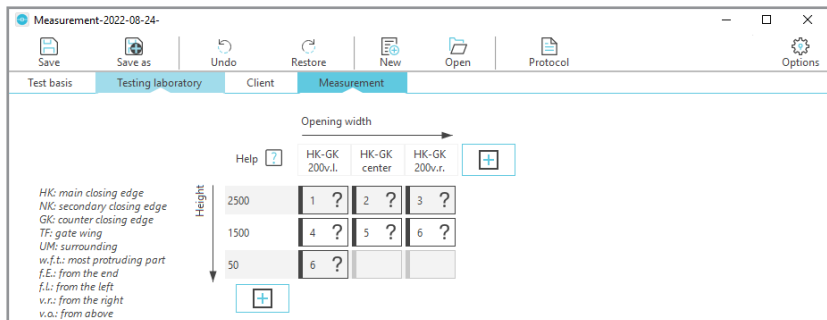 Measurement-2022-08-24-
Save Save as Undo Restore New Open Protocol Options
Test basis Testing laboratory Client Measurement
Opening width
Help ? HK-GK 200v.l. HK-GK center HK-GK 200v.r.
Height
2500 1 ? 2 ? 3 ?
1500 4 ? 5 ? 6 ?
50 6 ?
HK: main closing edge
NK: secondary closing edge
GK: counter closing edge
TF: gate wing
UM: surrounding
w.f.t.: most protruding part
f.E.: from the end
f.l.: from the left
v.r.: from the right
v.o.: from above